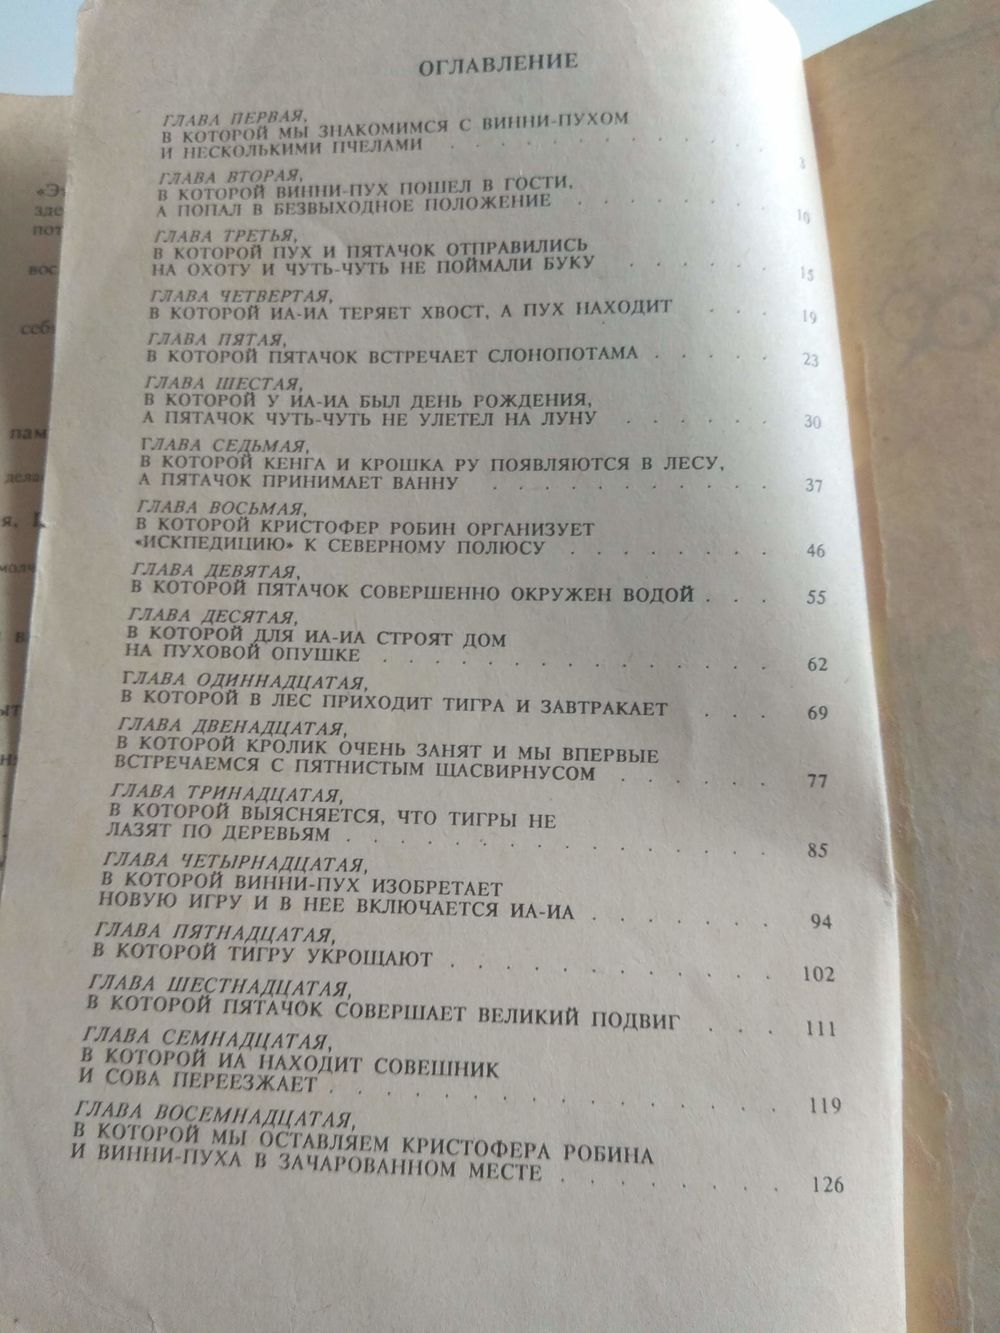 ОГЛАВЛЕНИЕ
ГЛАВА ПЕРВАЯ,
В КОТОРОЙ МЫ ЗНАКОМИМСЯ С ВИННИ-ПУХОМ
И НЕСКОЛЬКИМИ ПЧЕЛАМИ . . . . . . . . . . . 3
ГЛАВА ВТОРАЯ,
В КОТОРОЙ ВИННИ-ПУХ ПОШЕЛ В ГОСТИ,
А ПОПАЛ В БЕЗВЫХОДНОЕ ПОЛОЖЕНИЕ . . . . . . 10
ГЛАВА ТРЕТЬЯ,
В КОТОРОЙ ПУХ И ПЯТАЧОК ОТПРАВИЛИСЬ
НА ОХОТУ И ЧУТЬ-ЧУТЬ НЕ ПОЙМАЛИ БУКУ . . . . . 15
ГЛАВА ЧЕТВЕРТАЯ,
В КОТОРОЙ ИА-ИА ТЕРЯЕТ ХВОСТ, А ПУХ НАХОДИТ . . . 19
ГЛАВА ПЯТАЯ,
В КОТОРОЙ ПЯТАЧОК ВСТРЕЧАЕТ СЛОНОПОТАМА . . . . 23
ГЛАВА ШЕСТАЯ,
В КОТОРОЙ У ИА-ИА БЫЛ ДЕНЬ РОЖДЕНИЯ,
А ПЯТАЧОК ЧУТЬ-ЧУТЬ НЕ УЛЕТЕЛ НА ЛУНУ . . . . . 30
ГЛАВА СЕДЬМАЯ,
В КОТОРОЙ КЕНГА И КРОШКА РУ ПОЯВЛЯЮТСЯ В ЛЕСУ,
А ПЯТАЧОК ПРИНИМАЕТ ВАННУ . . . . . . . . . 37
ГЛАВА ВОСЬМАЯ,
В КОТОРОЙ КРИСТОФЕР РОБИН ОРГАНИЗУЕТ
«ИСКПЕДИЦИЮ» К СЕВЕРНОМУ ПОЛЮСУ . . . . . . . 46
ГЛАВА ДЕВЯТАЯ,
В КОТОРОЙ ПЯТАЧОК СОВЕРШЕННО ОКРУЖЕН ВОДОЙ . . . 55
ГЛАВА ДЕСЯТАЯ,
В КОТОРОЙ ДЛЯ ИА-ИА СТРОЯТ ДОМ
НА ПУХОВОЙ ОПУШКЕ . . . . . . . . . . . . 62
ГЛАВА ОДИННАДЦАТАЯ,
В КОТОРОЙ В ЛЕС ПРИХОДИТ ТИГРА И ЗАВТРАКАЕТ . . . 69
ГЛАВА ДВЕНАДЦАТАЯ,
В КОТОРОЙ КРОЛИК ОЧЕНЬ ЗАНЯТ И МЫ ВПЕРВЫЕ
ВСТРЕЧАЕМСЯ С ПЯТНИСТЫМ ЩАСВИРНУСОМ . . . . . 77
ГЛАВА ТРИНАДЦАТАЯ,
В КОТОРОЙ ВЫЯСНЯЕТСЯ, ЧТО ТИГРЫ НЕ
ЛАЗЯТ ПО ДЕРЕВЬЯМ . . . . . . . . . . . . 85
ГЛАВА ЧЕТЫРНАДЦАТАЯ,
В КОТОРОЙ ВИННИ-ПУХ ИЗОБРЕТАЕТ
НОВУЮ ИГРУ И В НЕЕ ВКЛЮЧАЕТСЯ ИА-ИА . . . . . . 94
ГЛАВА ПЯТНАДЦАТАЯ,
В КОТОРОЙ ТИГРУ УКРОЩАЮТ . . . . . . . . . . 102
ГЛАВА ШЕСТНАДЦАТАЯ,
В КОТОРОЙ ПЯТАЧОК СОВЕРШАЕТ ВЕЛИКИЙ ПОДВИГ . . . 111
ГЛАВА СЕМНАДЦАТАЯ,
В КОТОРОЙ ИА НАХОДИТ СОВЕШНИК
И СОВА ПЕРЕЕЗЖАЕТ . . . . . . . . . . . . 119
ГЛАВА ВОСЕМНАДЦАТАЯ,
В КОТОРОЙ МЫ ОСТАВЛЯЕМ КРИСТОФЕРА РОБИНА
И ВИННИ-ПУХА В ЗАЧАРОВАННОМ МЕСТЕ . . . . . . . 126